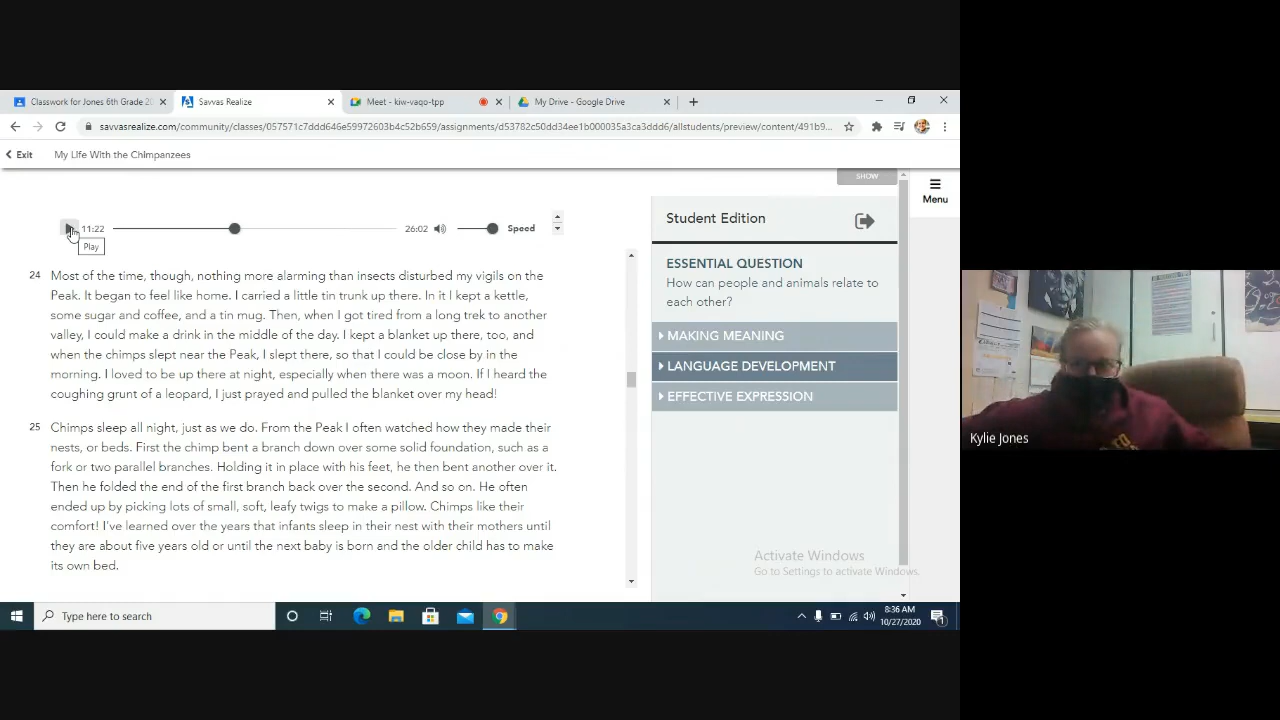 Classwork for Jones 6th Grade 2
Savvas Realize
Meet - kiw-vaqo-tpp
My Drive - Google Drive
savvasrealize.com/community/classes/057571c7ddd646e59972603b4c52b659/assignments/d53782c50dd34ee1b000035a3ca3ddd6/allstudents/preview/content/491b9...
Exit
My Life With the Chimpanzees
SHOW
Menu
11:22
26:02
Speed
Play
24 Most of the time, though, nothing more alarming than insects disturbed my vigils on the
Peak. It began to feel like home. I carried a little tin trunk up there. In it I kept a kettle,
some sugar and coffee, and a tin mug. Then, when I got tired from a long trek to another
valley, I could make a drink in the middle of the day. I kept a blanket up there, too, and
when the chimps slept near the Peak, I slept there, so that I could be close by in the
morning. I loved to be up there at night, especially when there was a moon. If I heard the
coughing grunt of a leopard, I just prayed and pulled the blanket over my head!
25 Chimps sleep all night, just as we do. From the Peak I often watched how they made their
nests, or beds. First the chimp bent a branch down over some solid foundation, such as a
fork or two parallel branches. Holding it in place with his feet, he then bent another over it.
Then he folded the end of the first branch back over the second. And so on. He often
ended up by picking lots of small, soft, leafy twigs to make a pillow. Chimps like their
comfort! I've learned over the years that infants sleep in their nest with their mothers until
they are about five years old or until the next baby is born and the older child has to make
its own bed.
Student Edition
ESSENTIAL QUESTION
How can people and animals relate to
each other?
MAKING MEANING
LANGUAGE DEVELOPMENT
EFFECTIVE EXPRESSION
Activate Windows
Go to Settings to activate Windows.
Type here to search
8:36 AM
10/27/2020
1
Kylie Jones